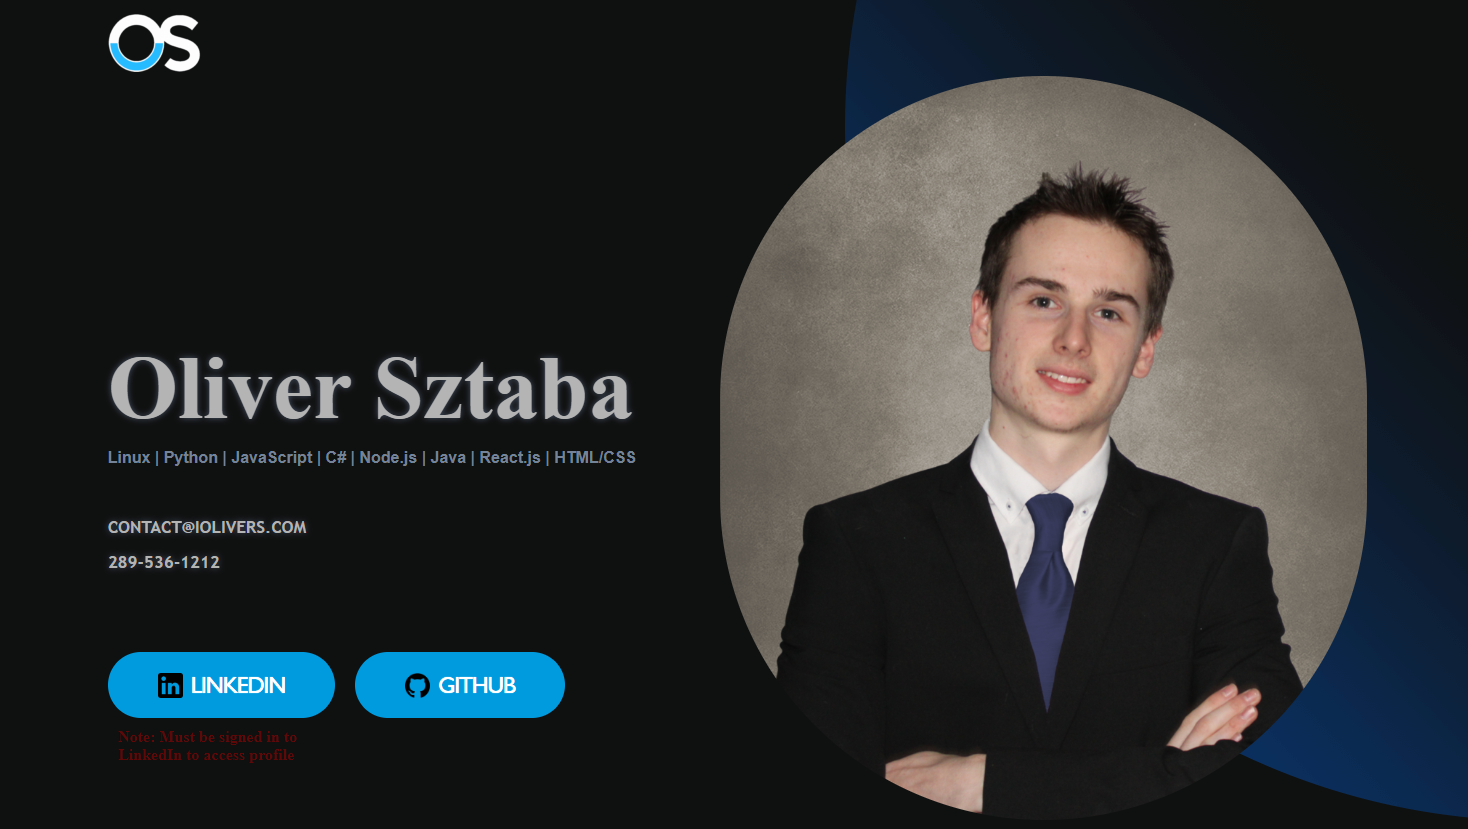 OS
Oliver Sztaba
Linux | Python | JavaScript | C# | Node.js | Java | React.js | HTML/CSS
CONTACT@IOLIVERS.COM
289-536-1212
LINKEDIN
GITHUB
Note: Must be signed in to
LinkedIn to access profile